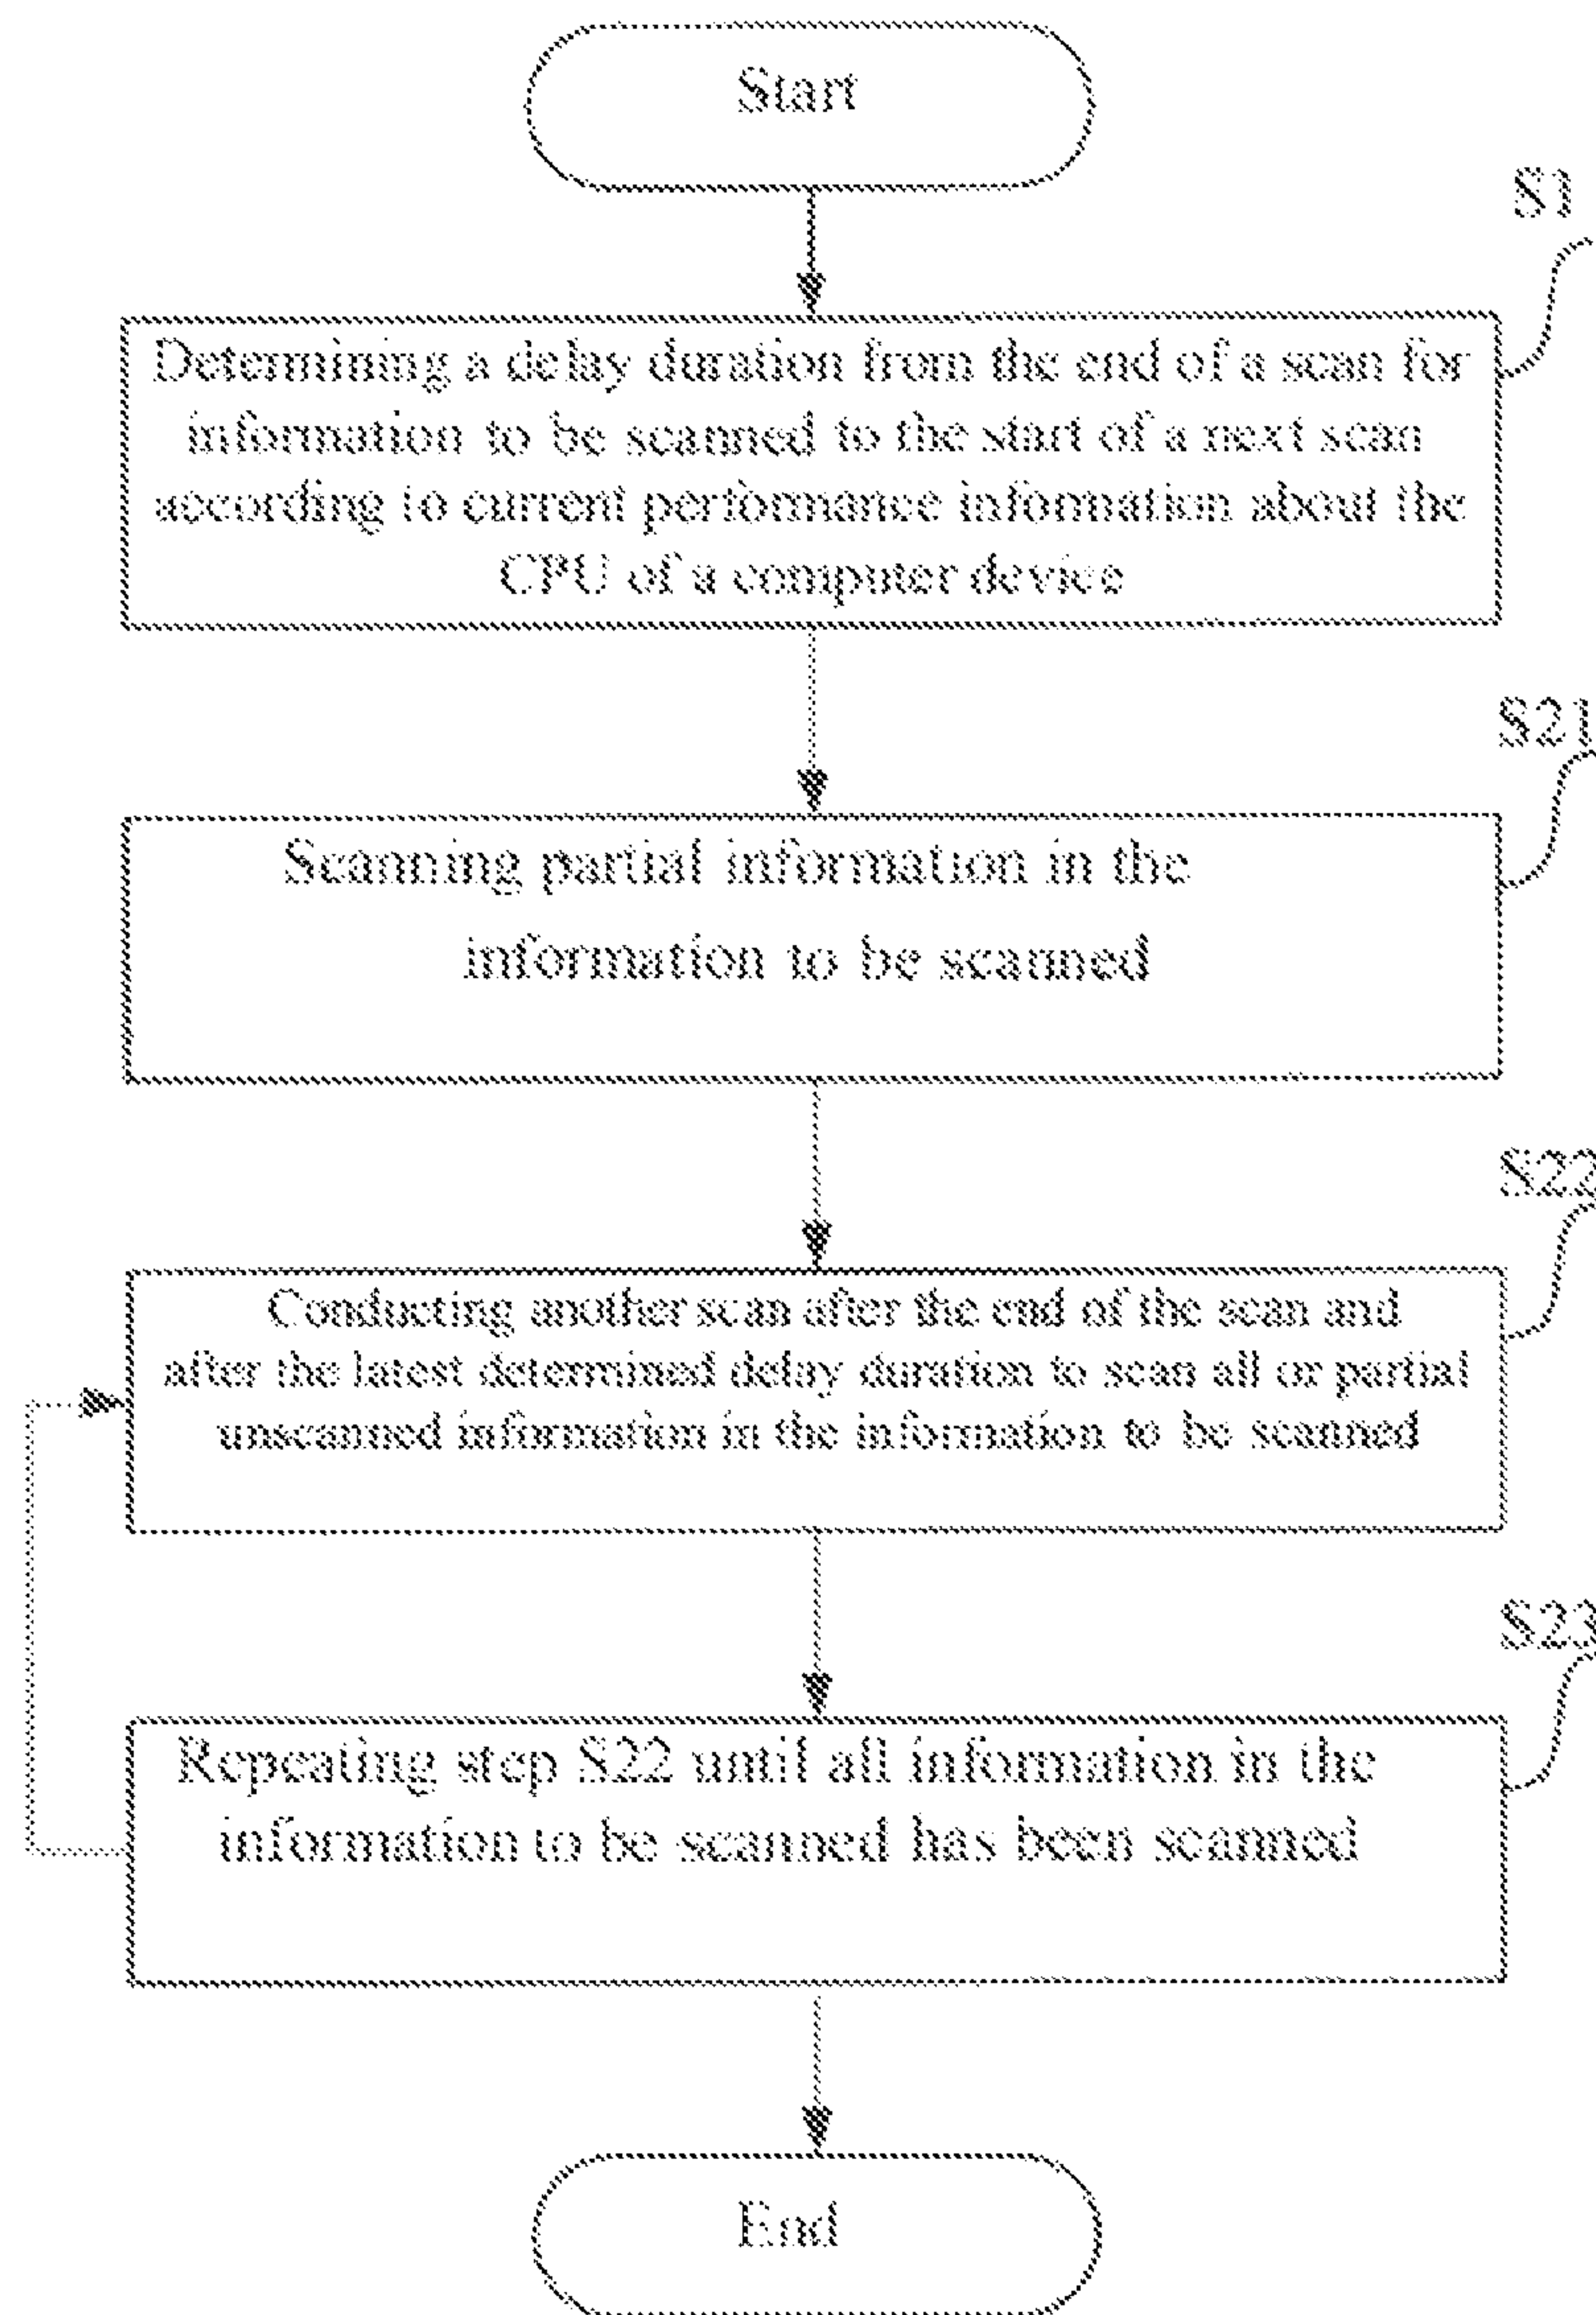 Start
S1
Determining a delay duration from the end of a scan for
information to be scanned to the start of a next scan
according to current performance information about the
CPU of a computer device
S21
Scanning partial information in the
information to be scanned
S22
Conducting another scan after the end of the scan and
after the latest determined delay duration to scan all or partial
unscanned information in the information to be scanned
S23
Repeating step S22 until all information in the
information to be scanned has been scanned
End